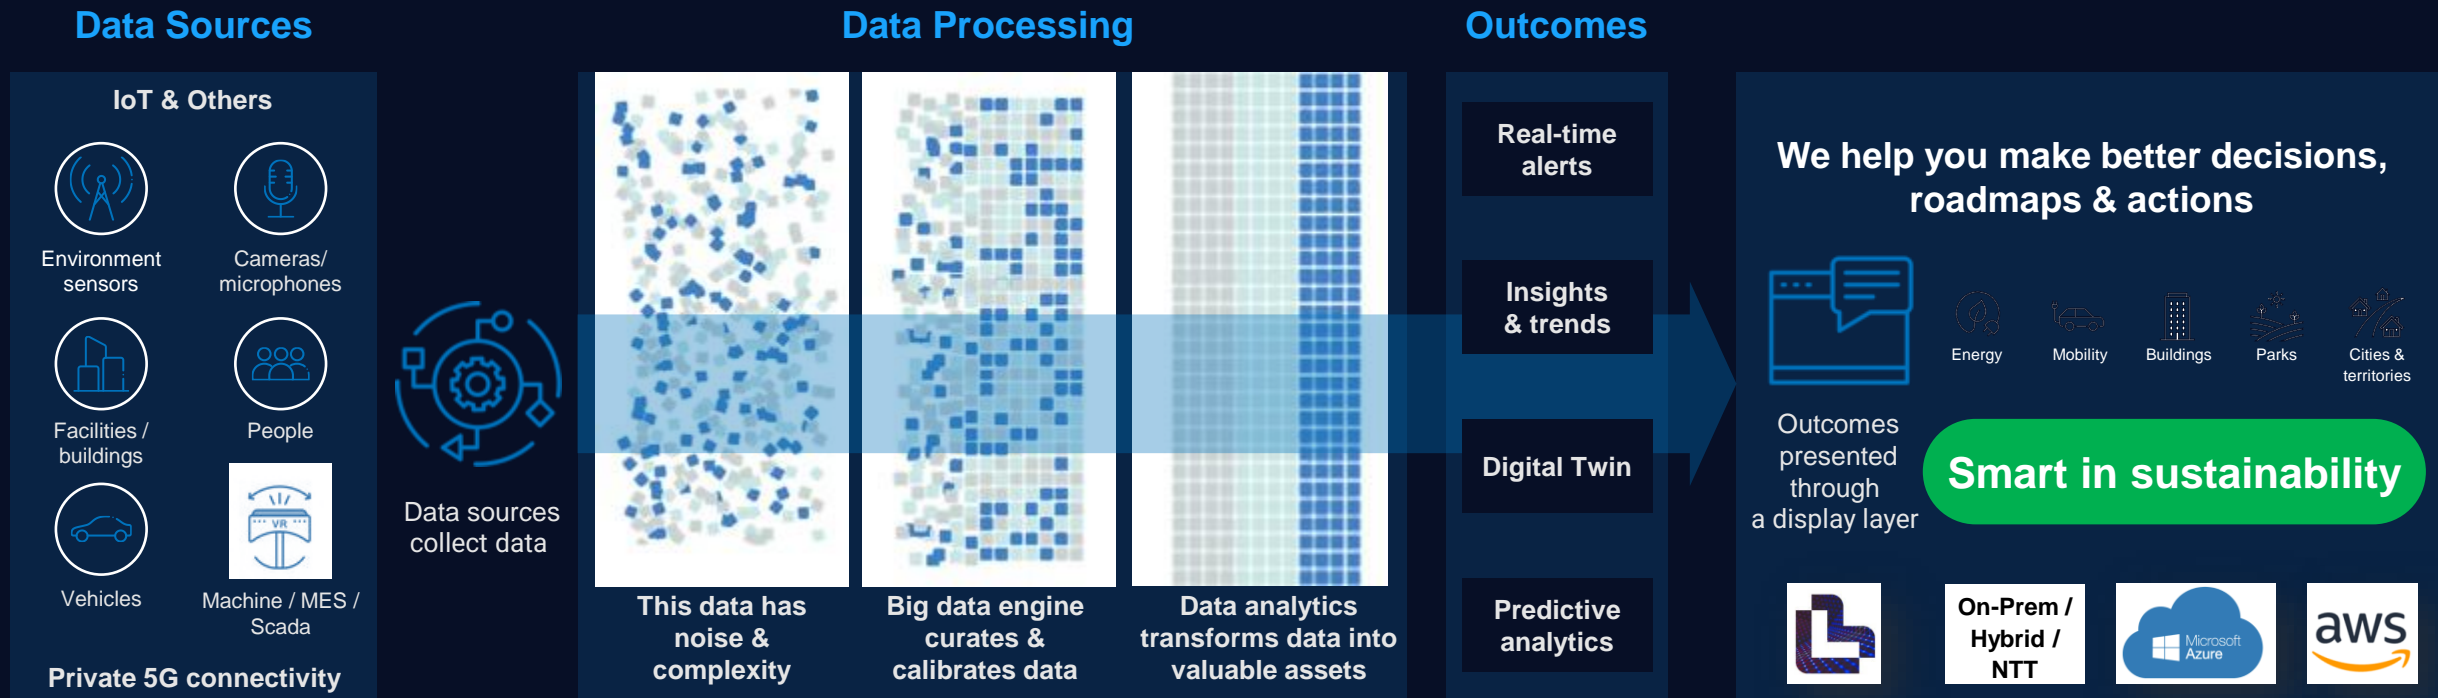 Data Sources
Data Processing
Outcomes
IoT & Others
Environment
sensors
Cameras/
microphones
Facilities /
buildings
People
VR
Vehicles
Machine / MES /
Scada
Private 5G connectivity
Data sources
collect data
This data has
noise &
complexity
Big data engine
curates &
calibrates data
Data analytics
transforms data into
valuable assets
Real-time
alerts
Insights
& trends
Digital Twin
Predictive
analytics
We help you make better decisions,
roadmaps & actions
Energy
Mobility
Buildings
Parks
Cities &
territories
Outcomes
presented
through
a display layer
Smart in sustainability
On-Prem /
Hybrid /
NTT
Microsoft
Azure
aws